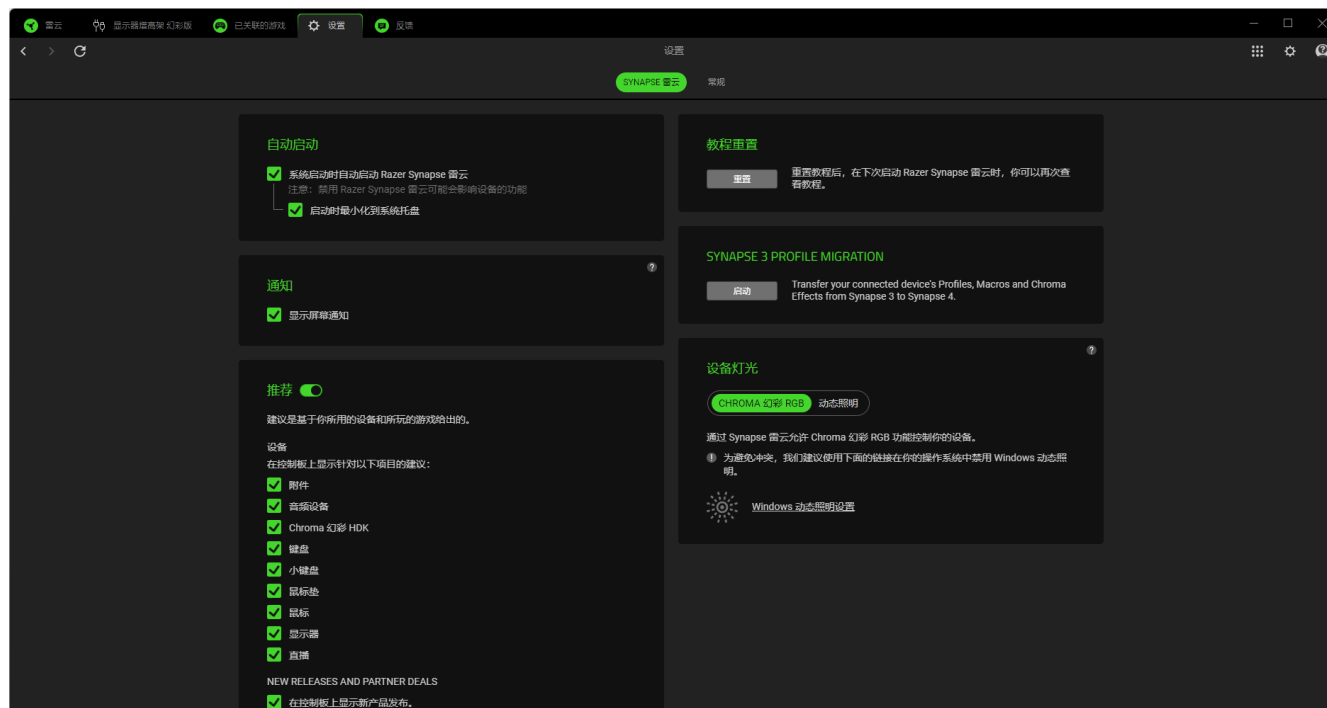 雷云
显示器增高架 幻彩版
已关联的游戏
设置
反馈
设置
SYNAPSE 雷云
常规
自动启动
系统启动时自动启动 Razer Synapse 雷云
注意：禁用 Razer Synapse 雷云可能会影响设备的功能
启动时最小化到系统托盘
通知
显示屏幕通知
推荐
建议是基于你所用的设备和所玩的游戏给出的。
设备
在控制板上显示针对以下项目的建议：
附件
音频设备
Chroma 幻彩 HDK
键盘
小键盘
鼠标垫
鼠标
显示器
直播
NEW RELEASES AND PARTNER DEALS
在控制板上显示新产品发布。
教程重置
重置
重置教程后，在下次启动 Razer Synapse 雷云时，你可以再次查
看教程。
SYNAPSE 3 PROFILE MIGRATION
启动
Transfer your connected device's Profiles, Macros and Chroma
Effects from Synapse 3 to Synapse 4.
设备灯光
CHROMA 幻彩 RGB
动态照明
通过 Synapse 雷云允许 Chroma 幻彩 RGB 功能控制你的设备。
为避免冲突，我们建议使用下面的链接在你的操作系统中禁用 Windows 动态照
明。
Windows 动态照明设置